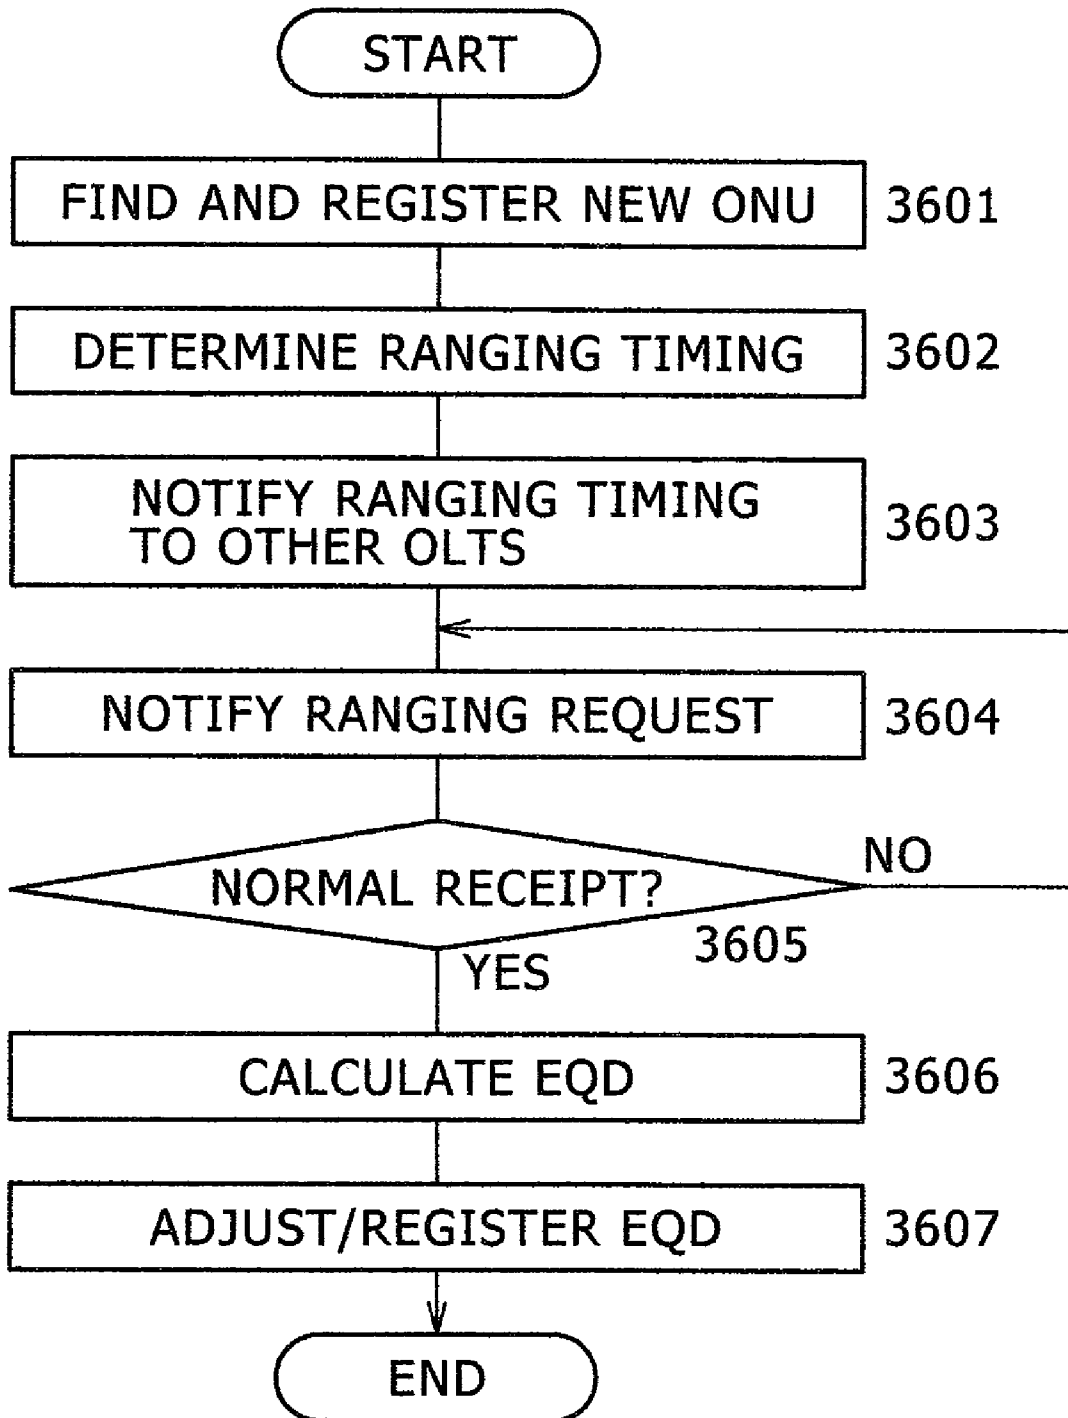 START
FIND AND REGISTER NEW ONU
3601
DETERMINE RANGING TIMING
3602
NOTIFY RANGING TIMING
TO OTHER OLTS
3603
NOTIFY RANGING REQUEST
3604
NORMAL RECEIPT?
NO
3605
YES
CALCULATE EQD
3606
ADJUST/REGISTER EQD
3607
END